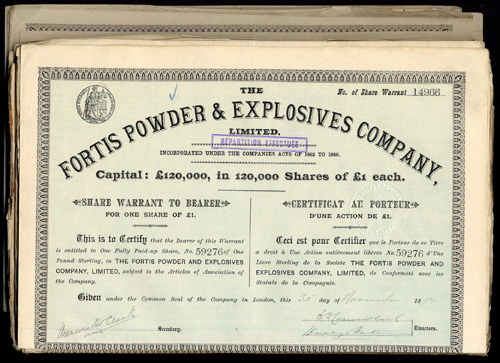 THE
No. of Share Warrant 14966
FORTIS POWDER & EXPLOSIVES COMPANY,
LIMITED.
RÉPARTITION EFFECTUÉE
INCORPORATED UNDER THE COMPANIES ACTS OF 1862 TO 1886.
Capital: £120,000, in 120,000 Shares of £1 each.
SHARE WARRANT TO BEARER
FOR ONE SHARE OF £1.
This is to Certify that the Bearer of this Warrant
is entitled to One Fully Paid-up Share, No 59276 of One
Pound Sterling, in THE FORTIS POWDER AND EXPLOSIVES
COMPANY, LIMITED, subject to the Articles of Association of
the Company.
CERTIFICAT AU PORTEUR
D'UNE ACTION DE £1.
Ceci est pour Certifier que le Porteur de ce Titre
a droit à Une Action entièrement libérée No 59276 d'Une
Livre Sterling de la Société THE FORTIS POWDER AND
EXPLOSIVES COMPANY, LIMITED, de Conformité avec les
Statuts de la Compagnie.
Given under the Common Seal of the Company in London, this day of 18
Secretary.
Directors.